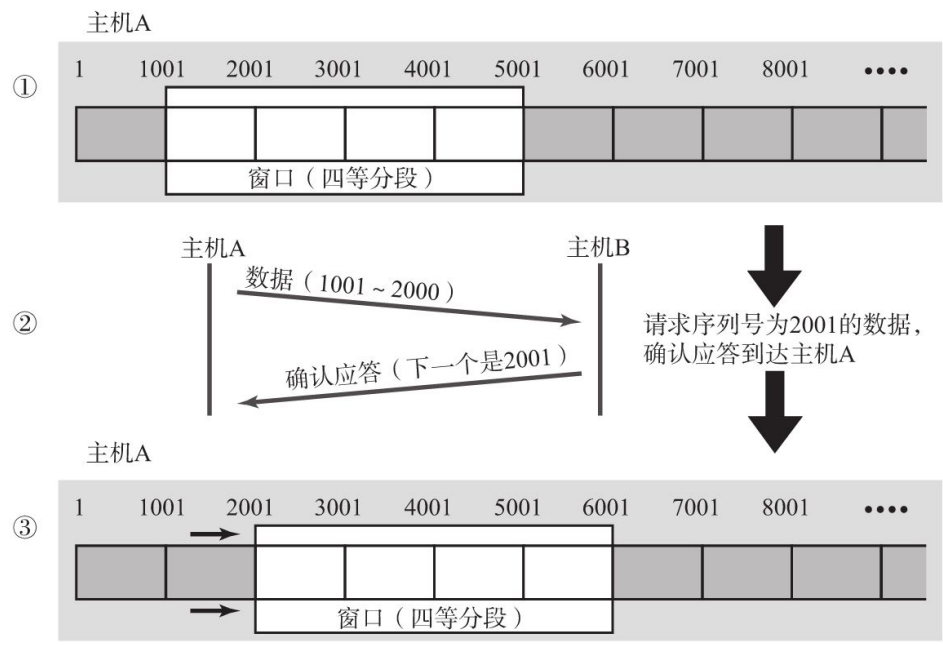 主机A
①
1 1001 2001 3001 4001 5001 6001 7001 8001 ••••
窗口（四等分段）
主机A 主机B
②
数据（1001~2000）
确认应答（下一个是2001）
请求序列号为2001的数据，
确认应答到达主机A
主机A
③
1 1001 2001 3001 4001 5001 6001 7001 8001 ••••
窗口（四等分段）